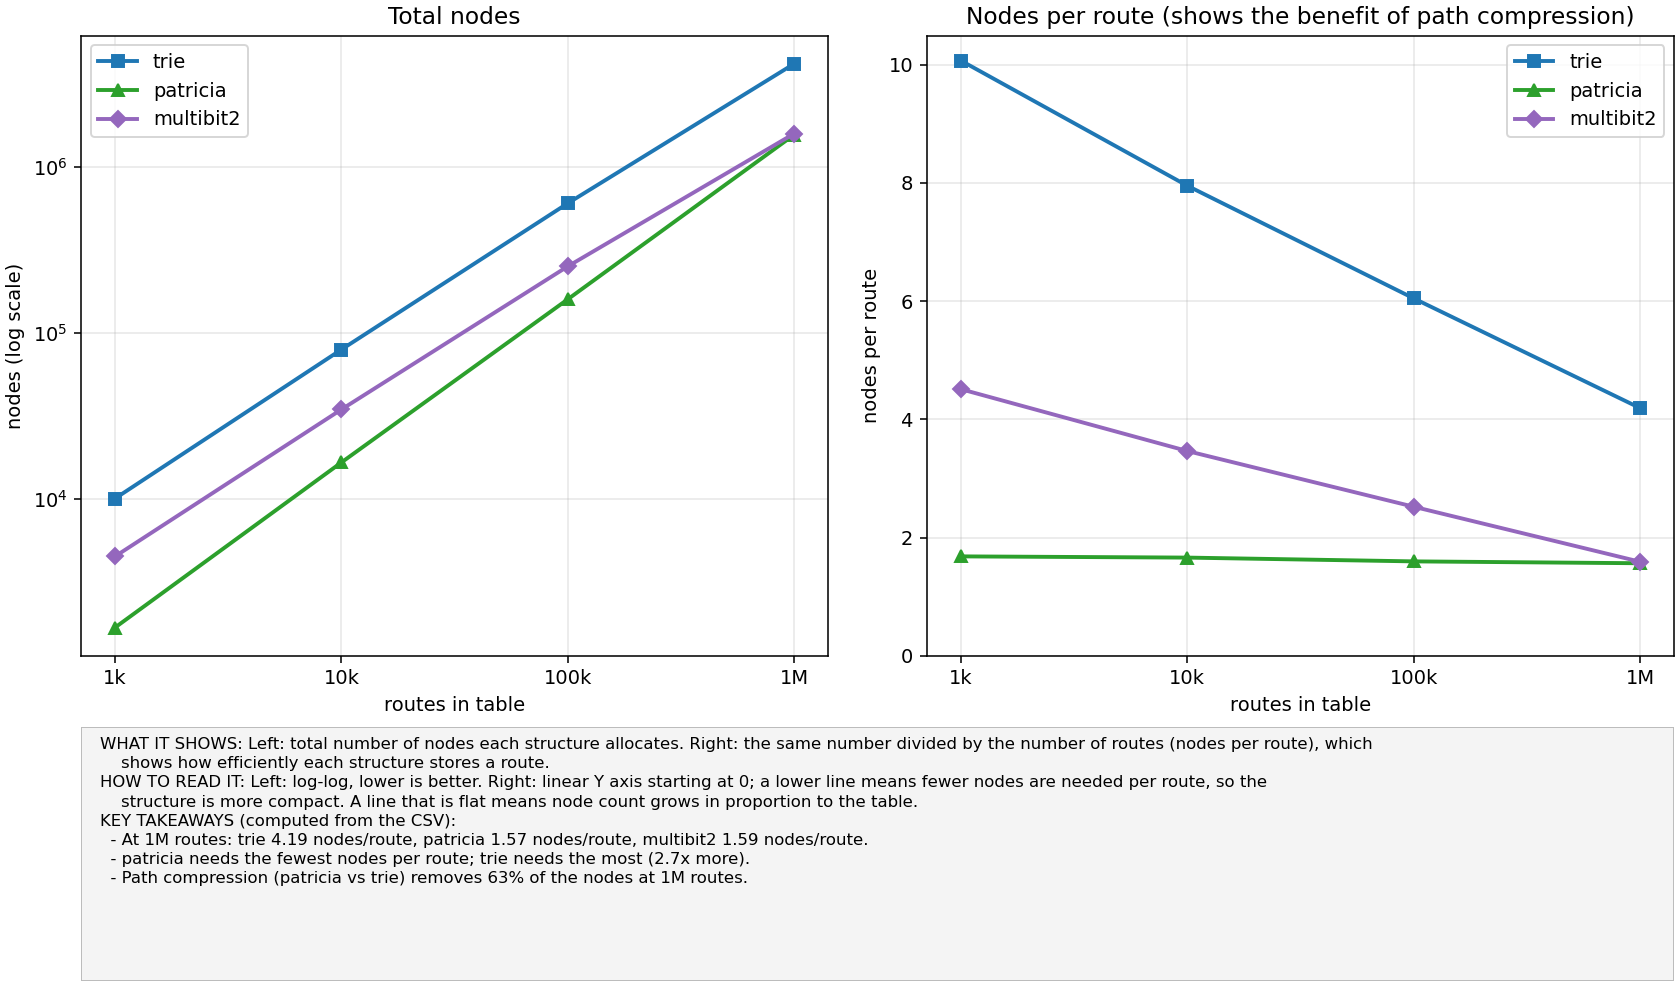 Total nodes
trie
patricia
multibit2
10⁶
10⁵
10⁴
nodes (log scale)
1k
10k
100k
1M
routes in table
Nodes per route (shows the benefit of path compression)
trie
patricia
multibit2
10
8
6
4
2
0
nodes per route
1k
10k
100k
1M
routes in table
WHAT IT SHOWS: Left: total number of nodes each structure allocates. Right: the same number divided by the number of routes (nodes per route), which
shows how efficiently each structure stores a route.
HOW TO READ IT: Left: log-log, lower is better. Right: linear Y axis starting at 0; a lower line means fewer nodes are needed per route, so the
structure is more compact. A line that is flat means node count grows in proportion to the table.
KEY TAKEAWAYS (computed from the CSV):
- At 1M routes: trie 4.19 nodes/route, patricia 1.57 nodes/route, multibit2 1.59 nodes/route.
- patricia needs the fewest nodes per route; trie needs the most (2.7x more).
- Path compression (patricia vs trie) removes 63% of the nodes at 1M routes.